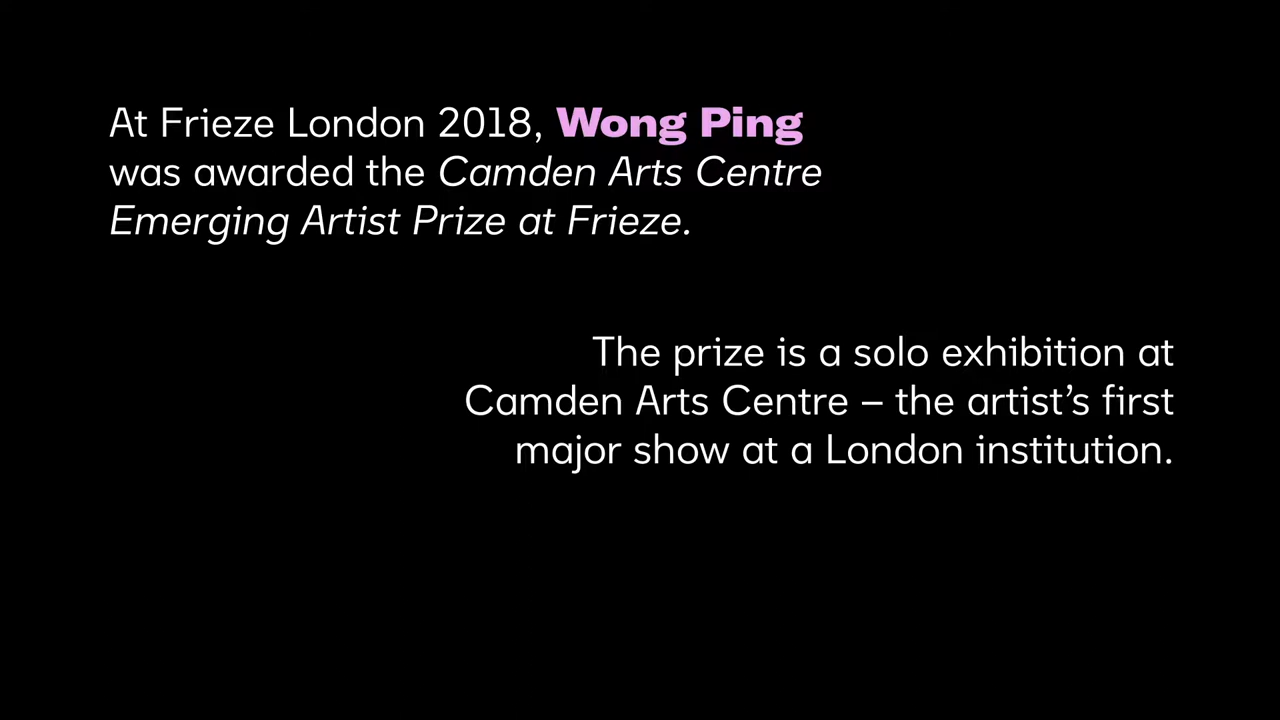 At Frieze London 2018, Wong Ping
was awarded the Camden Arts Centre
Emerging Artist Prize at Frieze.
The prize is a solo exhibition at
Camden Arts Centre – the artist’s first
major show at a London institution.